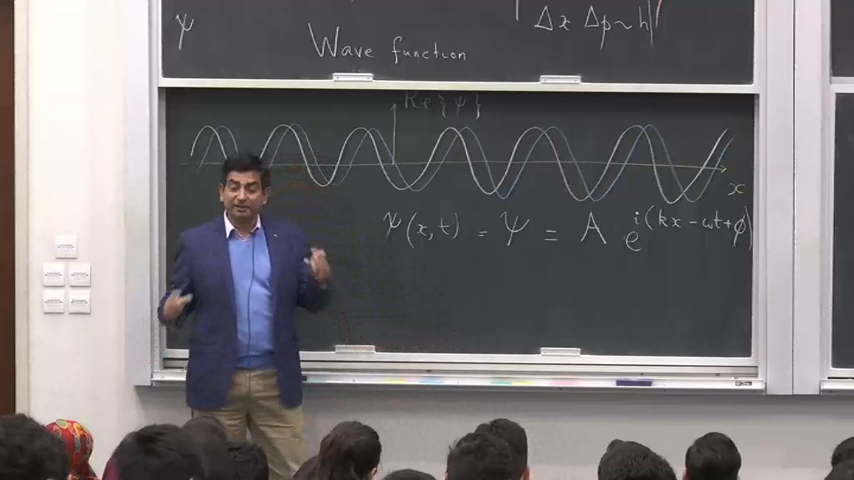 ψ
Δx Δp ~ h
Wave function
Re{ψ}
x
ψ(x,t) = ψ = A e^{i(kx-ωt+φ)}